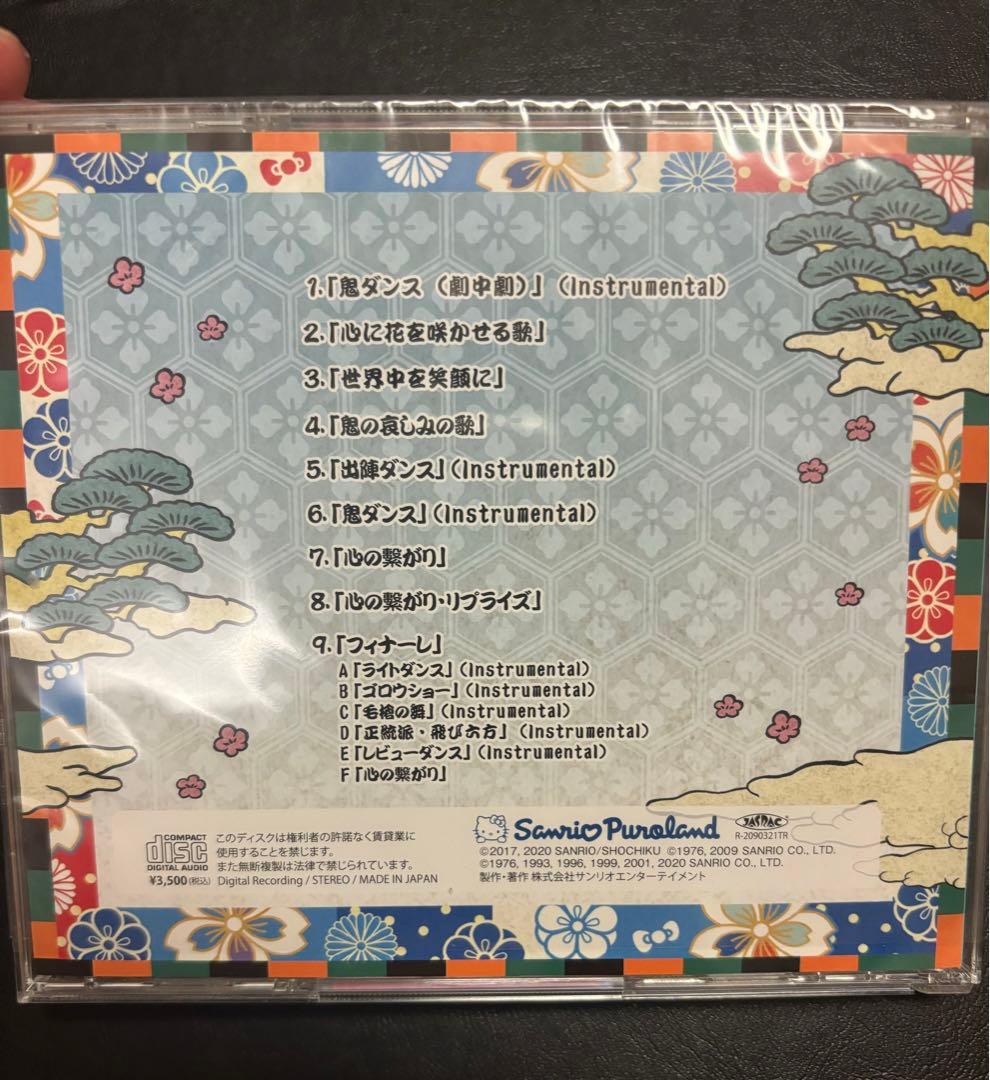 1.「鬼ダンス（劇中劇）」（Instrumental）
2.「心に花を咲かせる歌」
3.「世界中を笑顔に」
4.「鬼の哀しみの歌」
5.「出陣ダンス」（Instrumental）
6.「鬼ダンス」（Instrumental）
7.「心の繋がり」
8.「心の繋がり・リプライズ」
9.「フィナーレ」
A「ライトダンス」（Instrumental）
B「ゴロウショー」（Instrumental）
C「毛槍の舞」（Instrumental）
D「正統派・飛び六方」（Instrumental）
E「レビューダンス」（Instrumental）
F「心の繋がり」
COMPACT
disc
DIGITAL AUDIO
¥3,500(税込)
このディスクは権利者の許諾なく賃貸業に
使用することを禁じます。
また無断複製は法律で禁じられています。
Digital Recording / STEREO / MADE IN JAPAN
Sanrio Puroland
JASRAC
R-2090321TR
©2017, 2020 SANRIO/SHOCHIKU ©1976, 2009 SANRIO CO., LTD.
©1976, 1993, 1996, 1999, 2001, 2020 SANRIO CO., LTD.
製作・著作 株式会社サンリオエンターテイメント